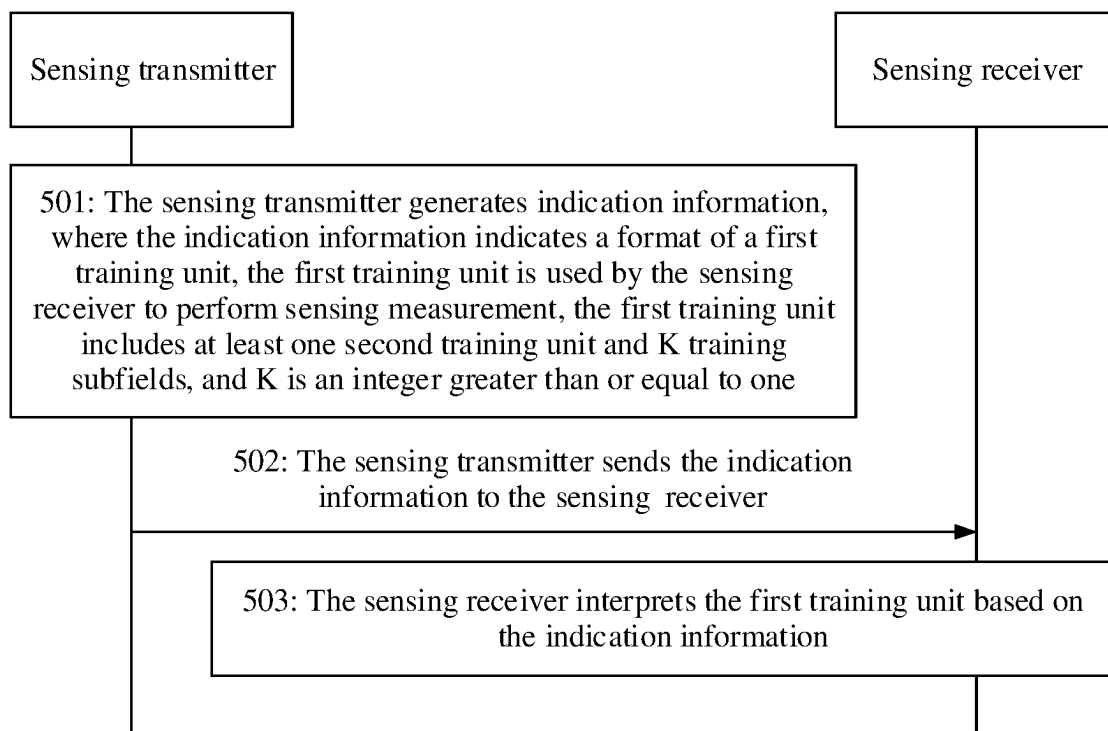 Sensing transmitter
Sensing receiver
501: The sensing transmitter generates indication information,
where the indication information indicates a format of a first
training unit, the first training unit is used by the sensing
receiver to perform sensing measurement, the first training unit
includes at least one second training unit and K training
subfields, and K is an integer greater than or equal to one
502: The sensing transmitter sends the indication
information to the sensing receiver
503: The sensing receiver interprets the first training unit based on
the indication information